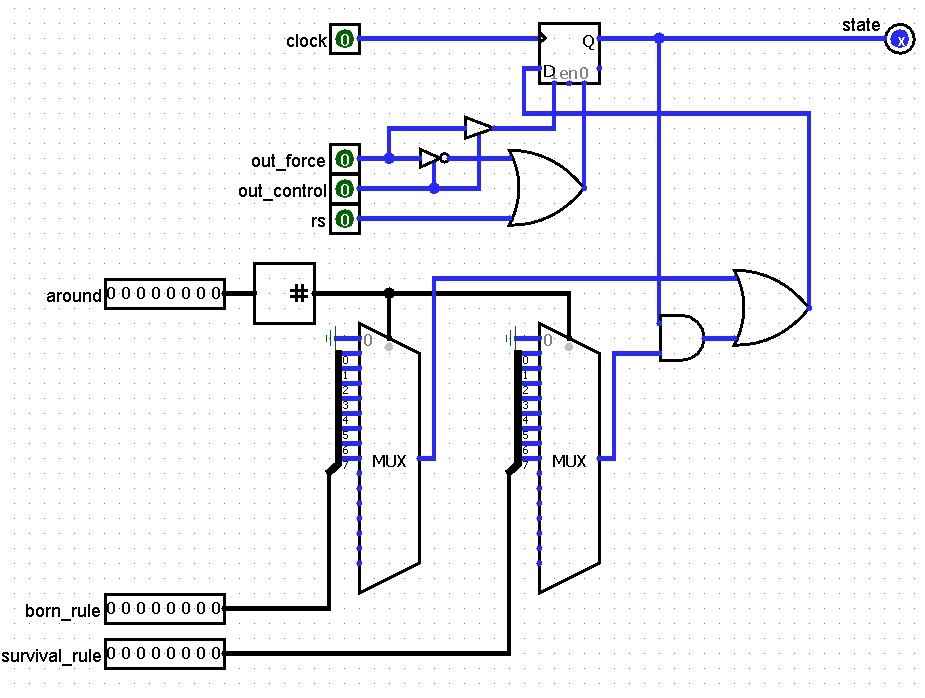 state
clock 0
Q
x
D
1en0
out_force 0
out_control 0
rs 0
around 0 0 0 0 0 0 0 0
#
0 0
0 0
1 1
2 2
3 3
4 4
5 5
6 6
7 7
MUX MUX
born_rule 0 0 0 0 0 0 0 0
survival_rule 0 0 0 0 0 0 0 0